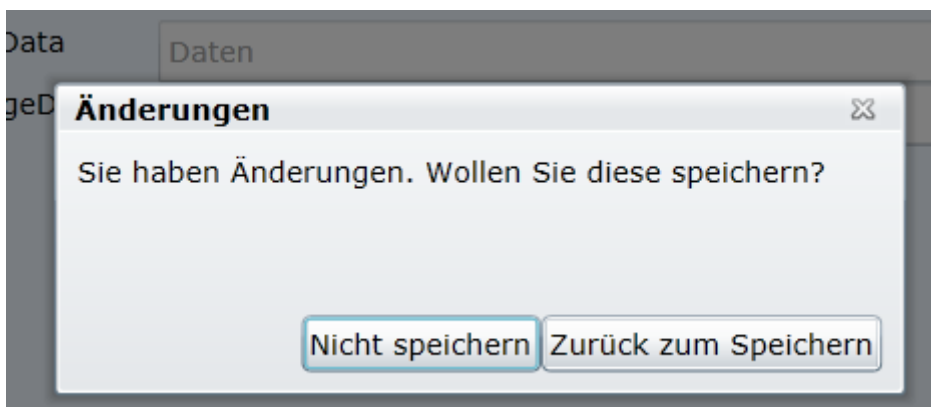 Data
Daten
geD
Änderungen
Sie haben Änderungen. Wollen Sie diese speichern?
Nicht speichern
Zurück zum Speichern